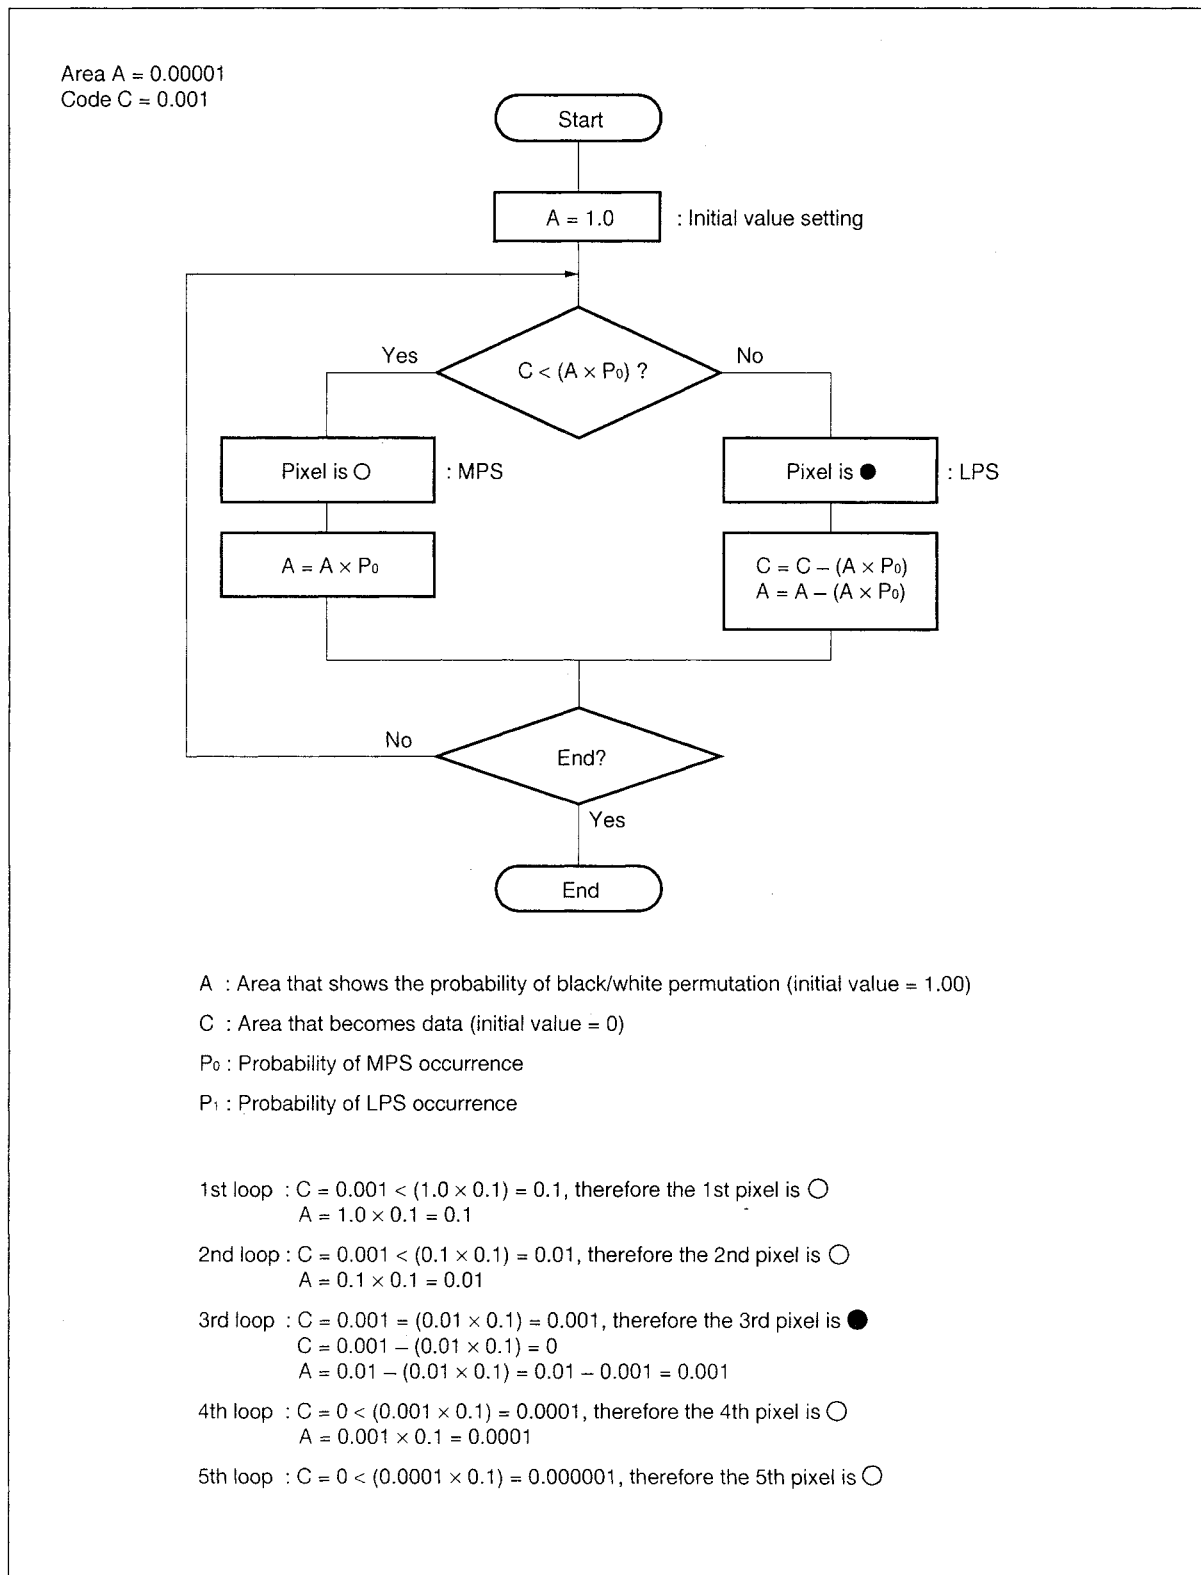 Area A = 0.00001
Code C = 0.001
Start
A = 1.0
: Initial value setting
C < (A × P₀) ?
Yes
No
Pixel is ○
: MPS
Pixel is ●
: LPS
A = A × P₀
C = C – (A × P₀)
A = A – (A × P₀)
End?
No
Yes
End
A : Area that shows the probability of black/white permutation (initial value = 1.00)
C : Area that becomes data (initial value = 0)
P₀ : Probability of MPS occurrence
P₁ : Probability of LPS occurrence
1st loop : C = 0.001 < (1.0 × 0.1) = 0.1, therefore the 1st pixel is ○
A = 1.0 × 0.1 = 0.1
2nd loop : C = 0.001 < (0.1 × 0.1) = 0.01, therefore the 2nd pixel is ○
A = 0.1 × 0.1 = 0.01
3rd loop : C = 0.001 = (0.01 × 0.1) = 0.001, therefore the 3rd pixel is ●
C = 0.001 – (0.01 × 0.1) = 0
A = 0.01 – (0.01 × 0.1) = 0.01 – 0.001 = 0.001
4th loop : C = 0 < (0.001 × 0.1) = 0.0001, therefore the 4th pixel is ○
A = 0.001 × 0.1 = 0.0001
5th loop : C = 0 < (0.0001 × 0.1) = 0.000001, therefore the 5th pixel is ○